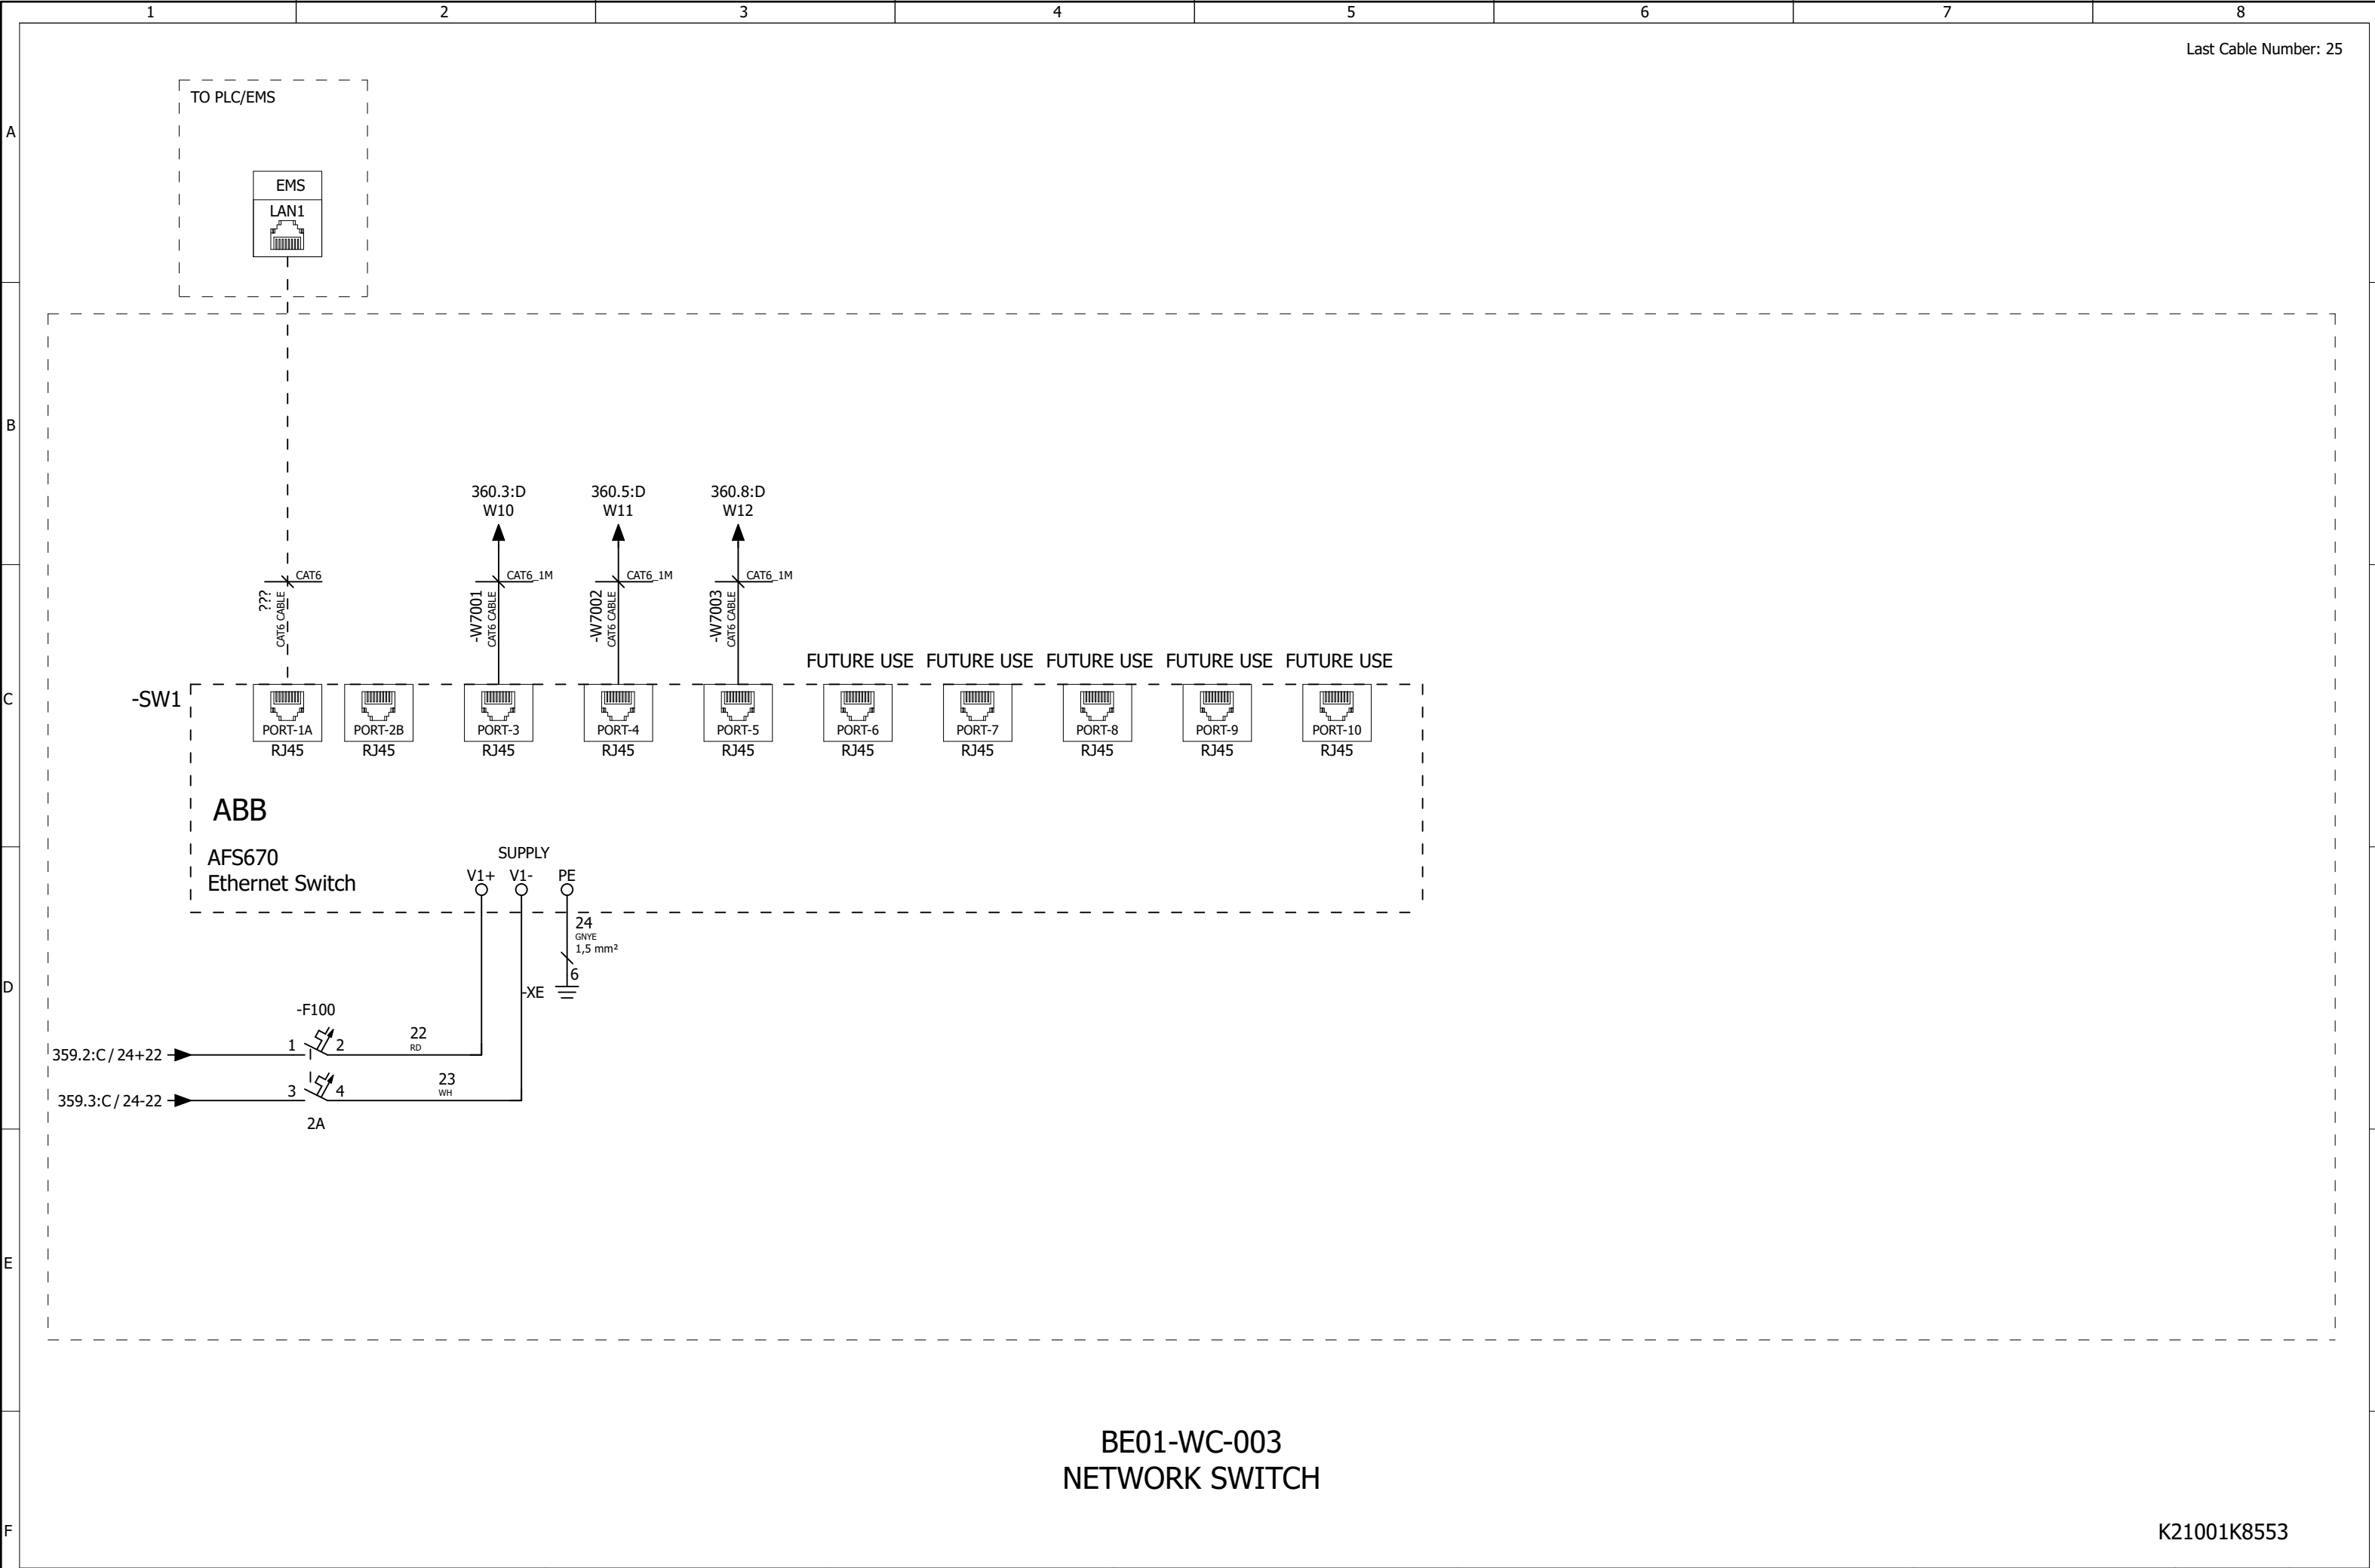 1 2 3 4 5 6 7 8
Last Cable Number: 25
TO PLC/EMS
A
EMS
LAN1
B
360.3:D 360.5:D 360.8:D
W10 W11 W12
CAT6 CAT6_1M CAT6_1M CAT6_1M
???
CAT6 CABLE
-W7001
CAT6 CABLE
-W7002
CAT6 CABLE
-W7003
CAT6 CABLE
FUTURE USE FUTURE USE FUTURE USE FUTURE USE FUTURE USE
C
-SW1
PORT-1A PORT-2B PORT-3 PORT-4 PORT-5 PORT-6 PORT-7 PORT-8 PORT-9 PORT-10
RJ45 RJ45 RJ45 RJ45 RJ45 RJ45 RJ45 RJ45 RJ45 RJ45
ABB
AFS670
Ethernet Switch
SUPPLY
V1+ V1- PE
24
GNYE
1,5 mm²
6
D
-XE
-F100
359.2:C / 24+22 1 2 22
RD
359.3:C / 24-22 3 4 23
WH
2A
E
BE01-WC-003
NETWORK SWITCH
F
K21001K8553